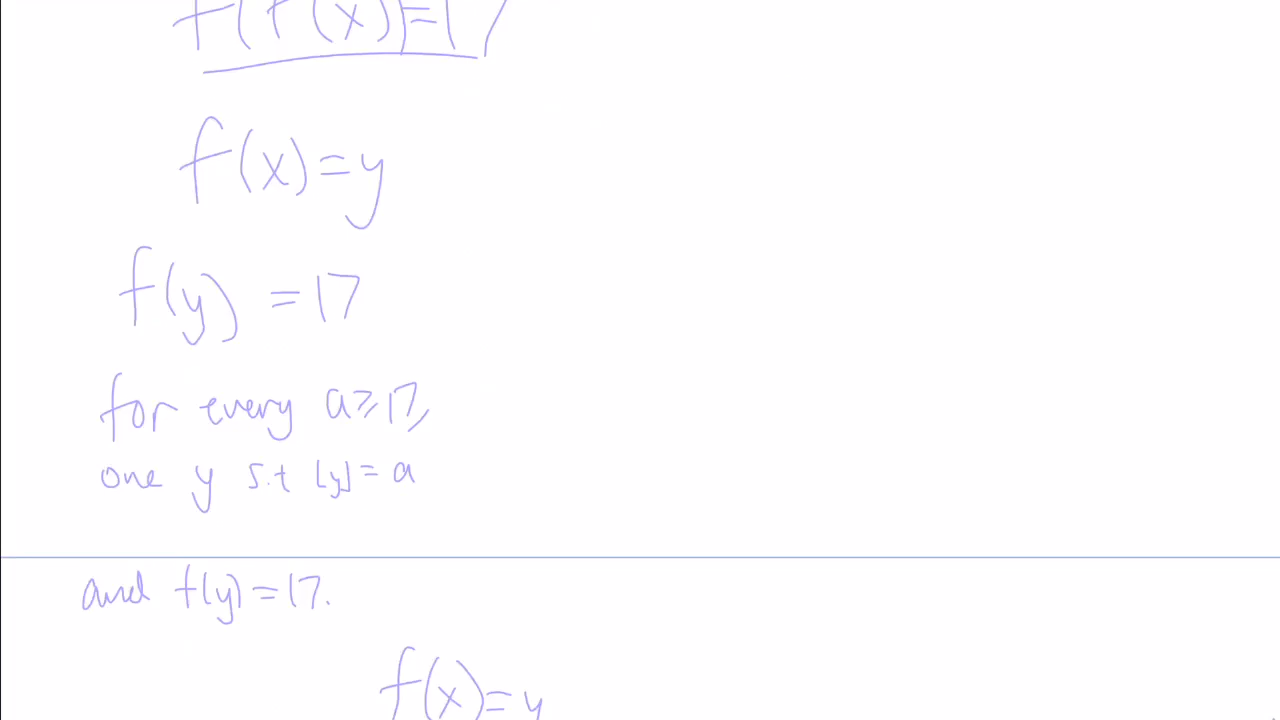 f(f(x))=17
f(x)=y
f(y) =17
for every a≥17,
one y s.t ⌊y⌋= a
and f(y)=17.
f(x)=y